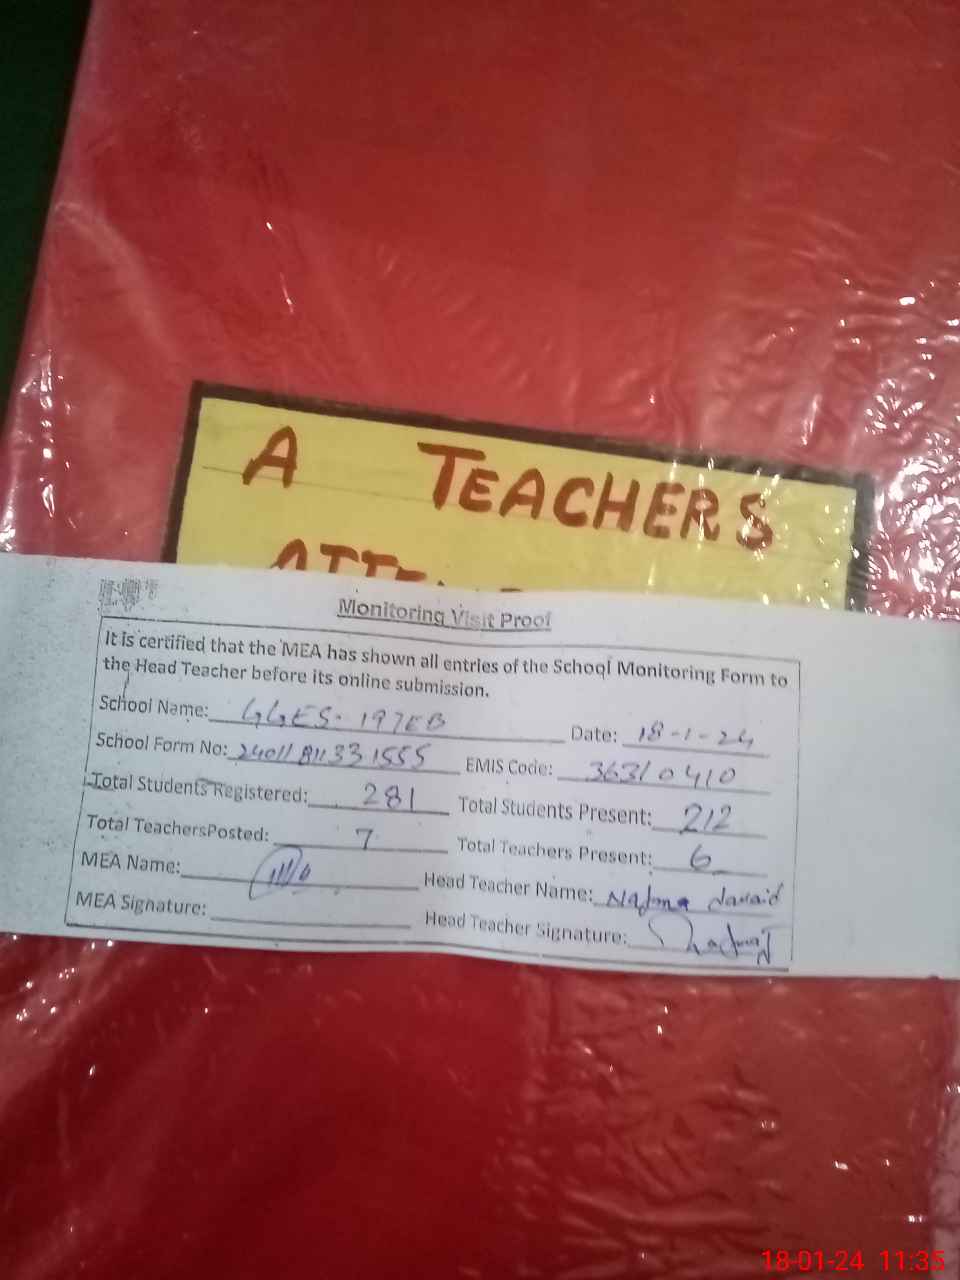 A TEACHERS
Monitoring Visit Proof
It is certified that the MEA has shown all entries of the School Monitoring Form to
the Head Teacher before its online submission.
School Name: GGES- 197EB Date: 18-1-24
School Form No: 2401181133 1555 EMIS Code: 36310410
Total Students Registered: 281 Total Students Present: 212
Total TeachersPosted: 7 Total Teachers Present: 6
MEA Name: Head Teacher Name: Najma
MEA Signature: Head Teacher Signature:
18-01-24 11:35